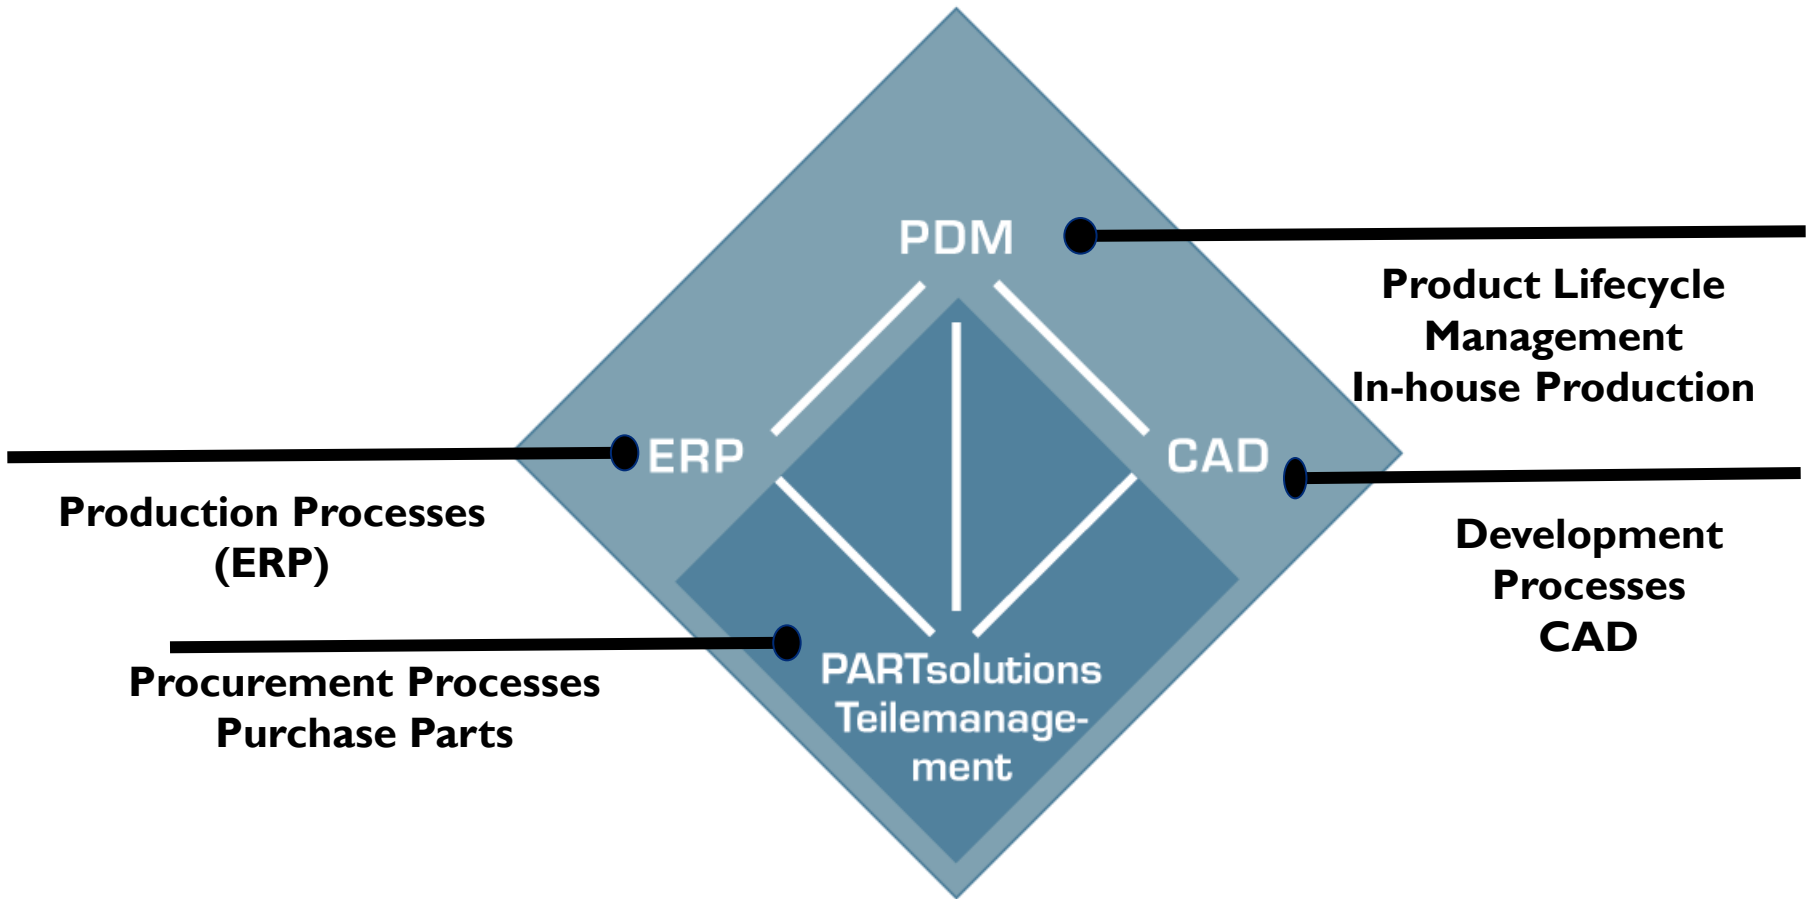 PDM
Product Lifecycle
Management
In-house Production
ERP
CAD
Production Processes
(ERP)
Development
Processes
CAD
Procurement Processes
Purchase Parts
PARTsolutions
Teilemanage-
ment